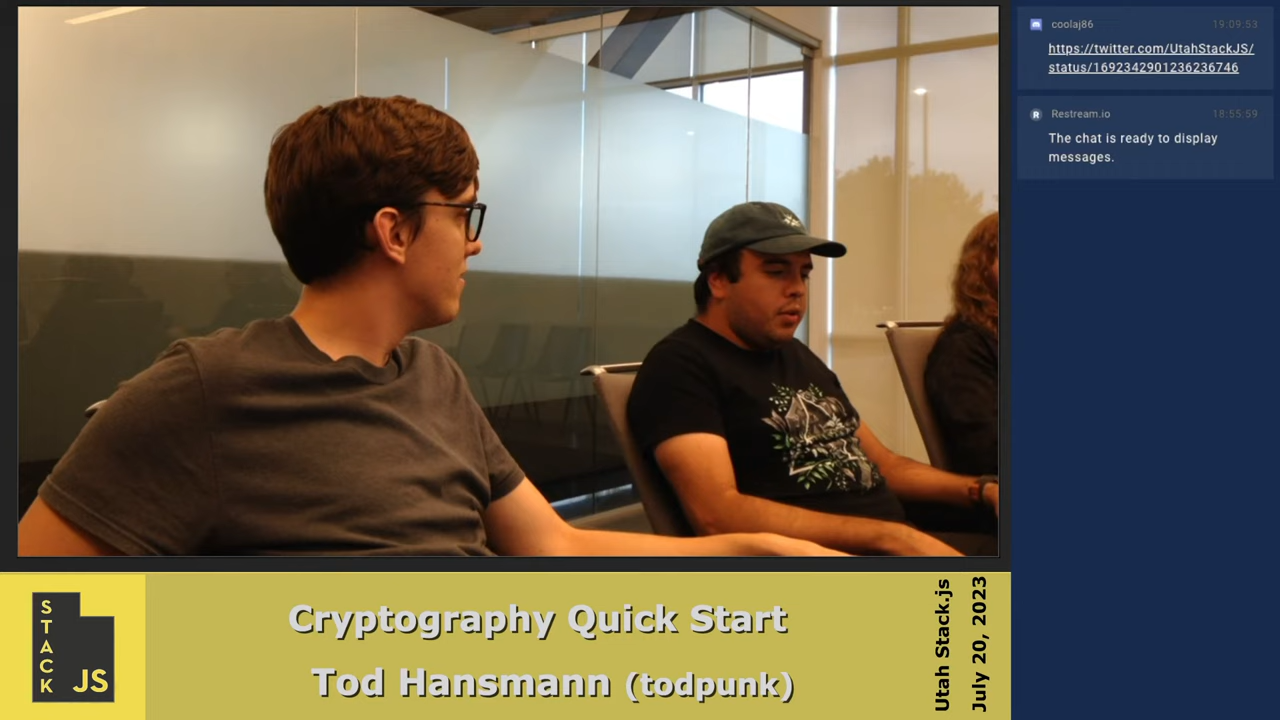 coolaj86 19:09:53
https://twitter.com/UtahStackJS/
status/1692342901236236746
Restream.io 18:55:59
The chat is ready to display
messages.
STACK
JS
Cryptography Quick Start
Tod Hansmann (todpunk)
Utah Stack.js
July 20, 2023